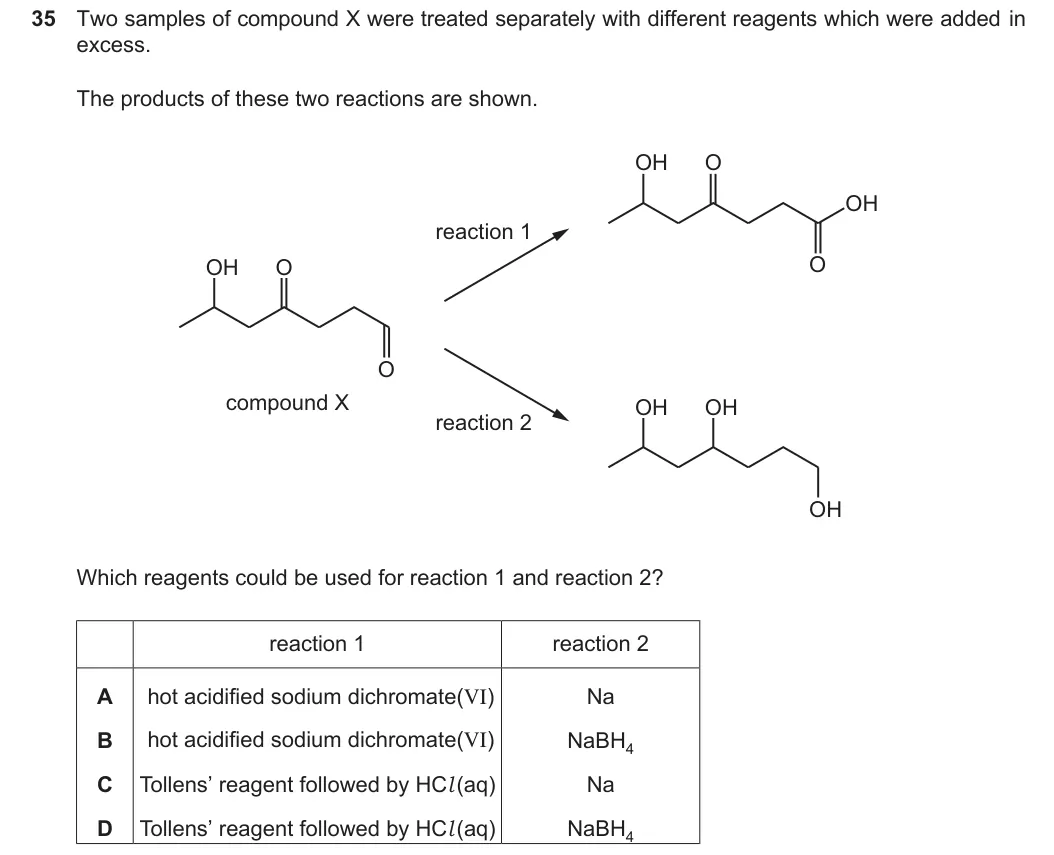 35 Two samples of compound X were treated separately with different reagents which were added in
excess.
The products of these two reactions are shown.
OH O
OH
O
reaction 1
OH O
O
compound X
reaction 2
OH OH
OH
Which reagents could be used for reaction 1 and reaction 2?
reaction 1 reaction 2
A hot acidified sodium dichromate(VI) Na
B hot acidified sodium dichromate(VI) NaBH4
C Tollens’ reagent followed by HCl(aq) Na
D Tollens’ reagent followed by HCl(aq) NaBH4